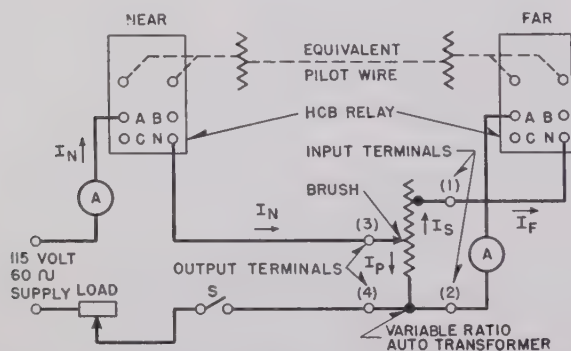 NEAR
FAR
EQUIVALENT
PILOT WIRE
A B
C N
HCB RELAY
A B
C N
I_N
INPUT TERMINALS
A
BRUSH
(1)
I_N
(3)
I_S
I_F
A
115 VOLT
60 ∿
SUPPLY
LOAD
OUTPUT TERMINALS
I_P
S
(4)
(2)
VARIABLE RATIO
AUTO TRANSFORMER